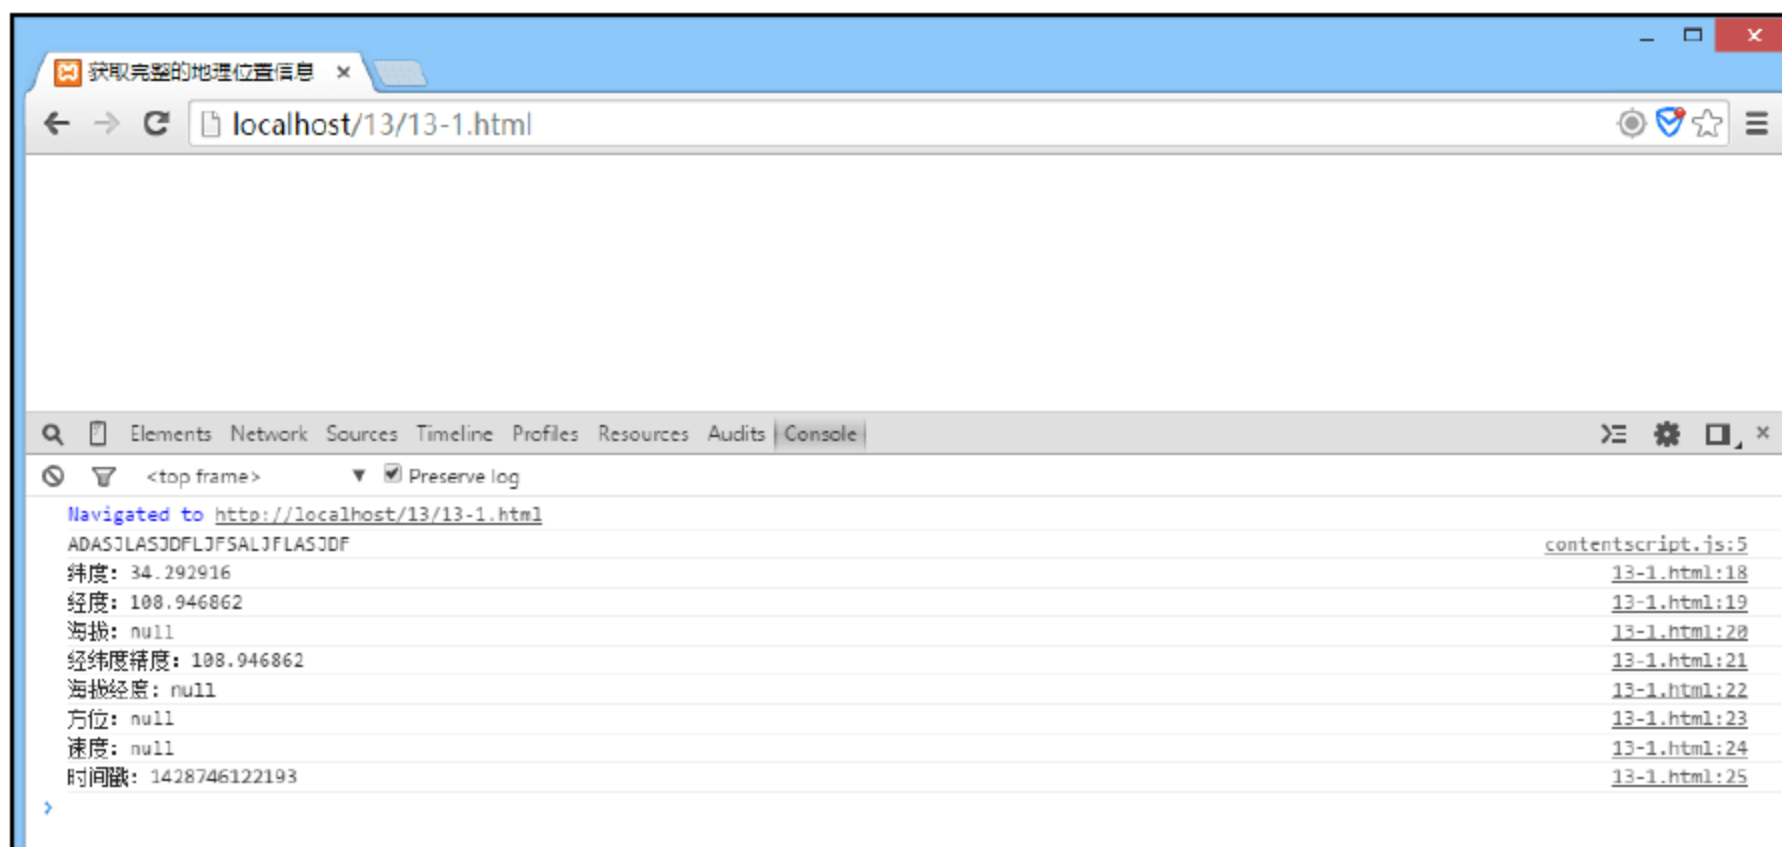 获取完整的地理位置信息
localhost/13/13-1.html
Elements Network Sources Timeline Profiles Resources Audits Console
<top frame> Preserve log
Navigated to http://localhost/13/13-1.html
ADASJLASJDFLJFSALJFLASJDF contentscript.js:5
纬度: 34.292916 13-1.html:18
经度: 108.946862 13-1.html:19
海拔: null 13-1.html:20
经纬度精度: 108.946862 13-1.html:21
海拔经度: null 13-1.html:22
方位: null 13-1.html:23
速度: null 13-1.html:24
时间戳: 1428746122193 13-1.html:25